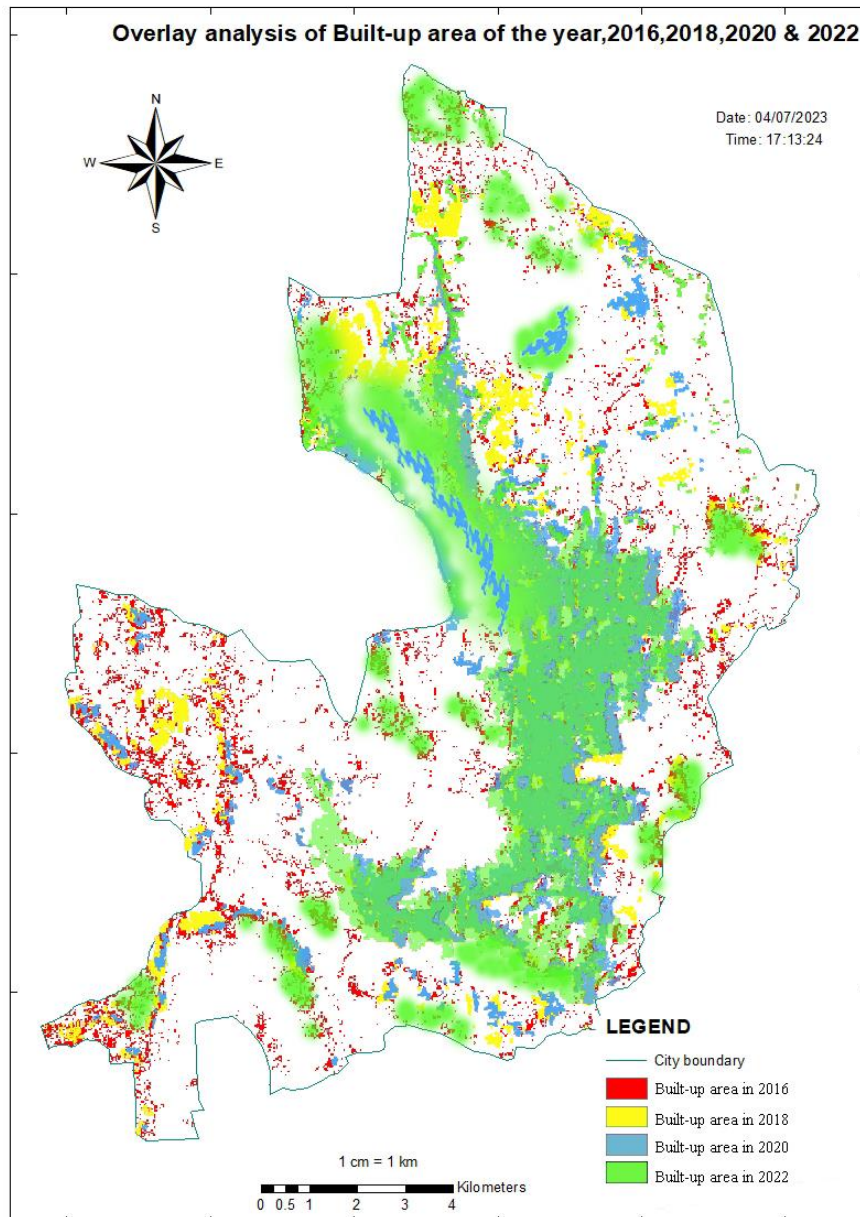 Overlay analysis of Built-up area of the year,2016,2018,2020 & 2022
Date: 04/07/2023
Time: 17:13:24
N
W E
S
LEGEND
City boundary
Built-up area in 2016
Built-up area in 2018
Built-up area in 2020
Built-up area in 2022
1 cm = 1 km
Kilometers
0 0.5 1 2 3 4